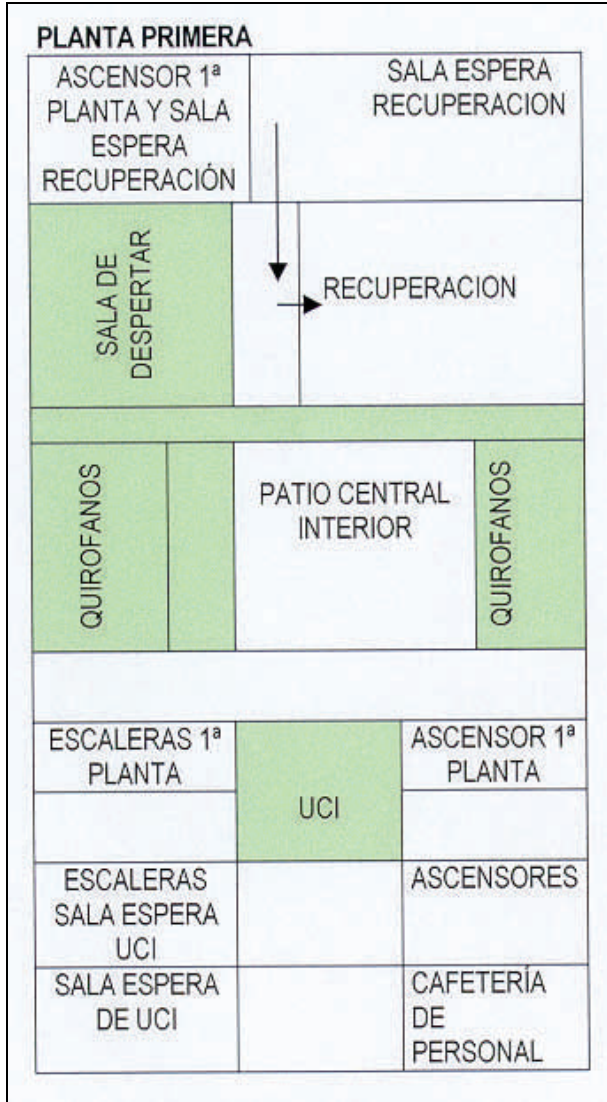 PLANTA PRIMERA
ASCENSOR 1ª
PLANTA Y SALA
ESPERA
RECUPERACIÓN
SALA ESPERA
RECUPERACION
SALA DE
DESPERTAR
RECUPERACION
QUIROFANOS
PATIO CENTRAL
INTERIOR
QUIROFANOS
ESCALERAS 1ª
PLANTA
UCI
ASCENSOR 1ª
PLANTA
ESCALERAS
SALA ESPERA
UCI
ASCENSORES
SALA ESPERA
DE UCI
CAFETERÍA
DE
PERSONAL